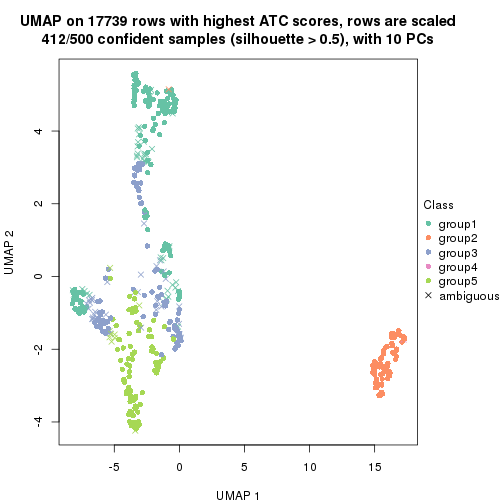 UMAP on 17739 rows with highest ATC scores, rows are scaled
412/500 confident samples (silhouette > 0.5), with 10 PCs
4
2
0
-2
-4
UMAP 2
-5
0
5
10
15
UMAP 1
Class
group1
group2
group3
group4
group5
ambiguous